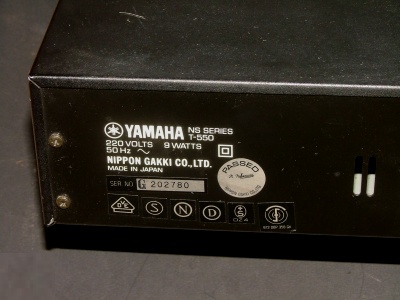 YAMAHA NS SERIES
T-550
220 VOLTS 9 WATTS
50 Hz ~
NIPPON GAKKI CO., LTD.
MADE IN JAPAN
PASSED
SER. NO G 202780
S N D